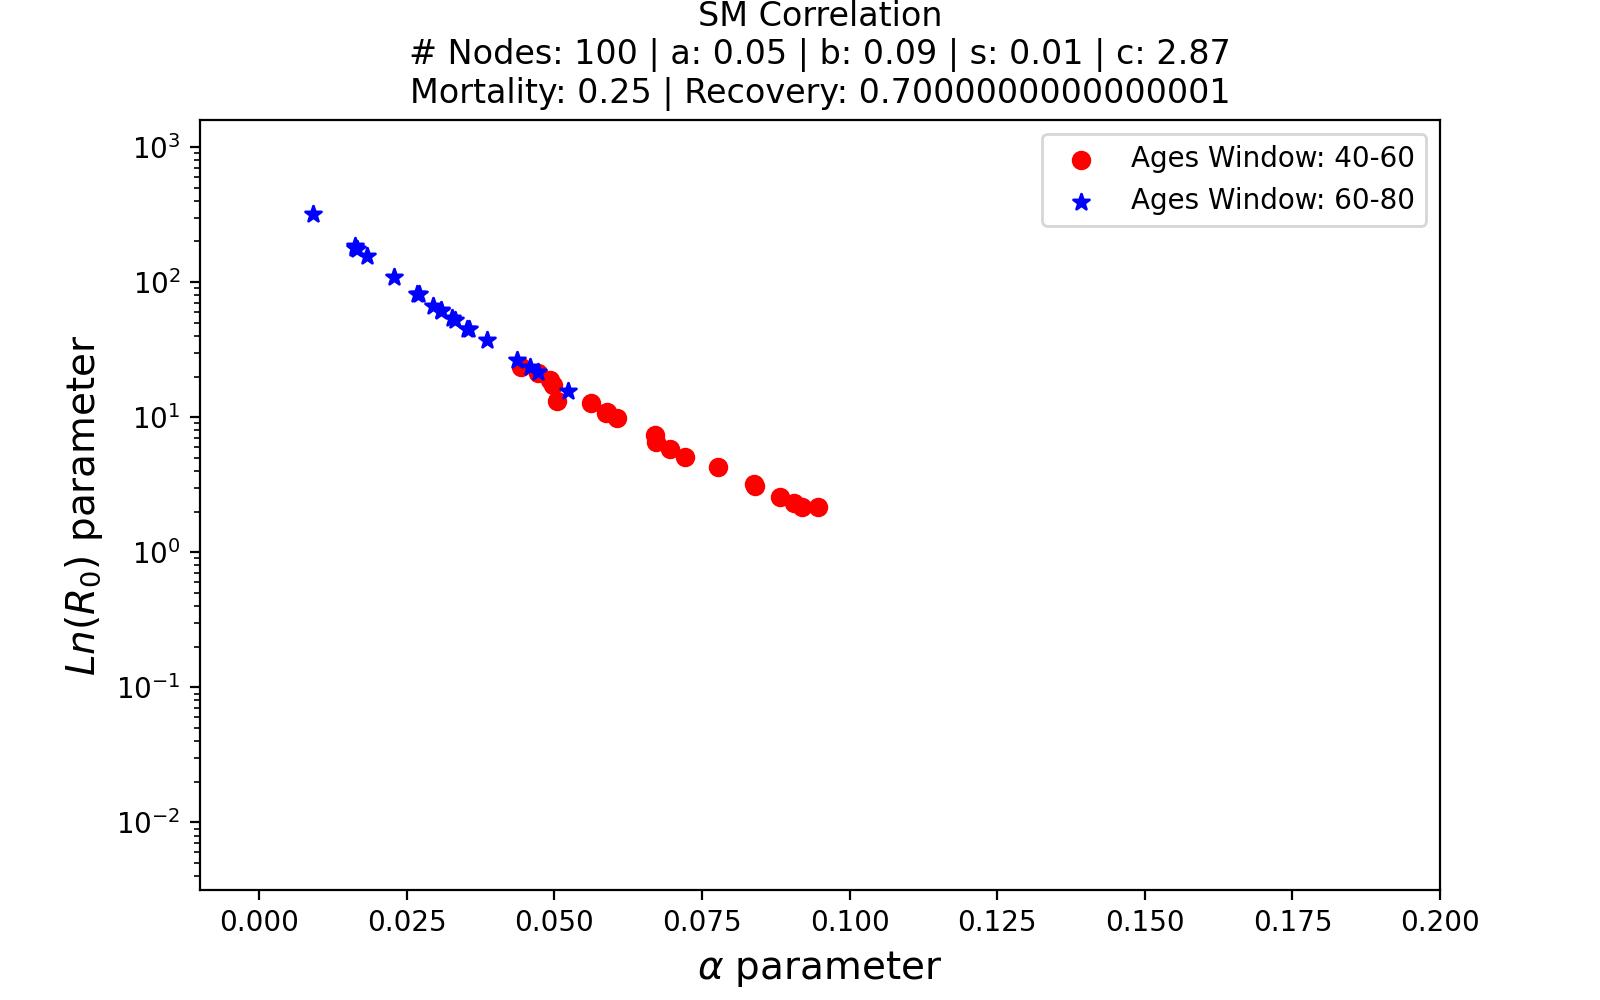 SM Correlation
# Nodes: 100 | a: 0.05 | b: 0.09 | s: 0.01 | c: 2.87
Mortality: 0.25 | Recovery: 0.7000000000000001
Ages Window: 40-60
Ages Window: 60-80
10³
10²
10¹
10⁰
10⁻¹
10⁻²
Ln(R₀) parameter
0.000 0.025 0.050 0.075 0.100 0.125 0.150 0.175 0.200
α parameter